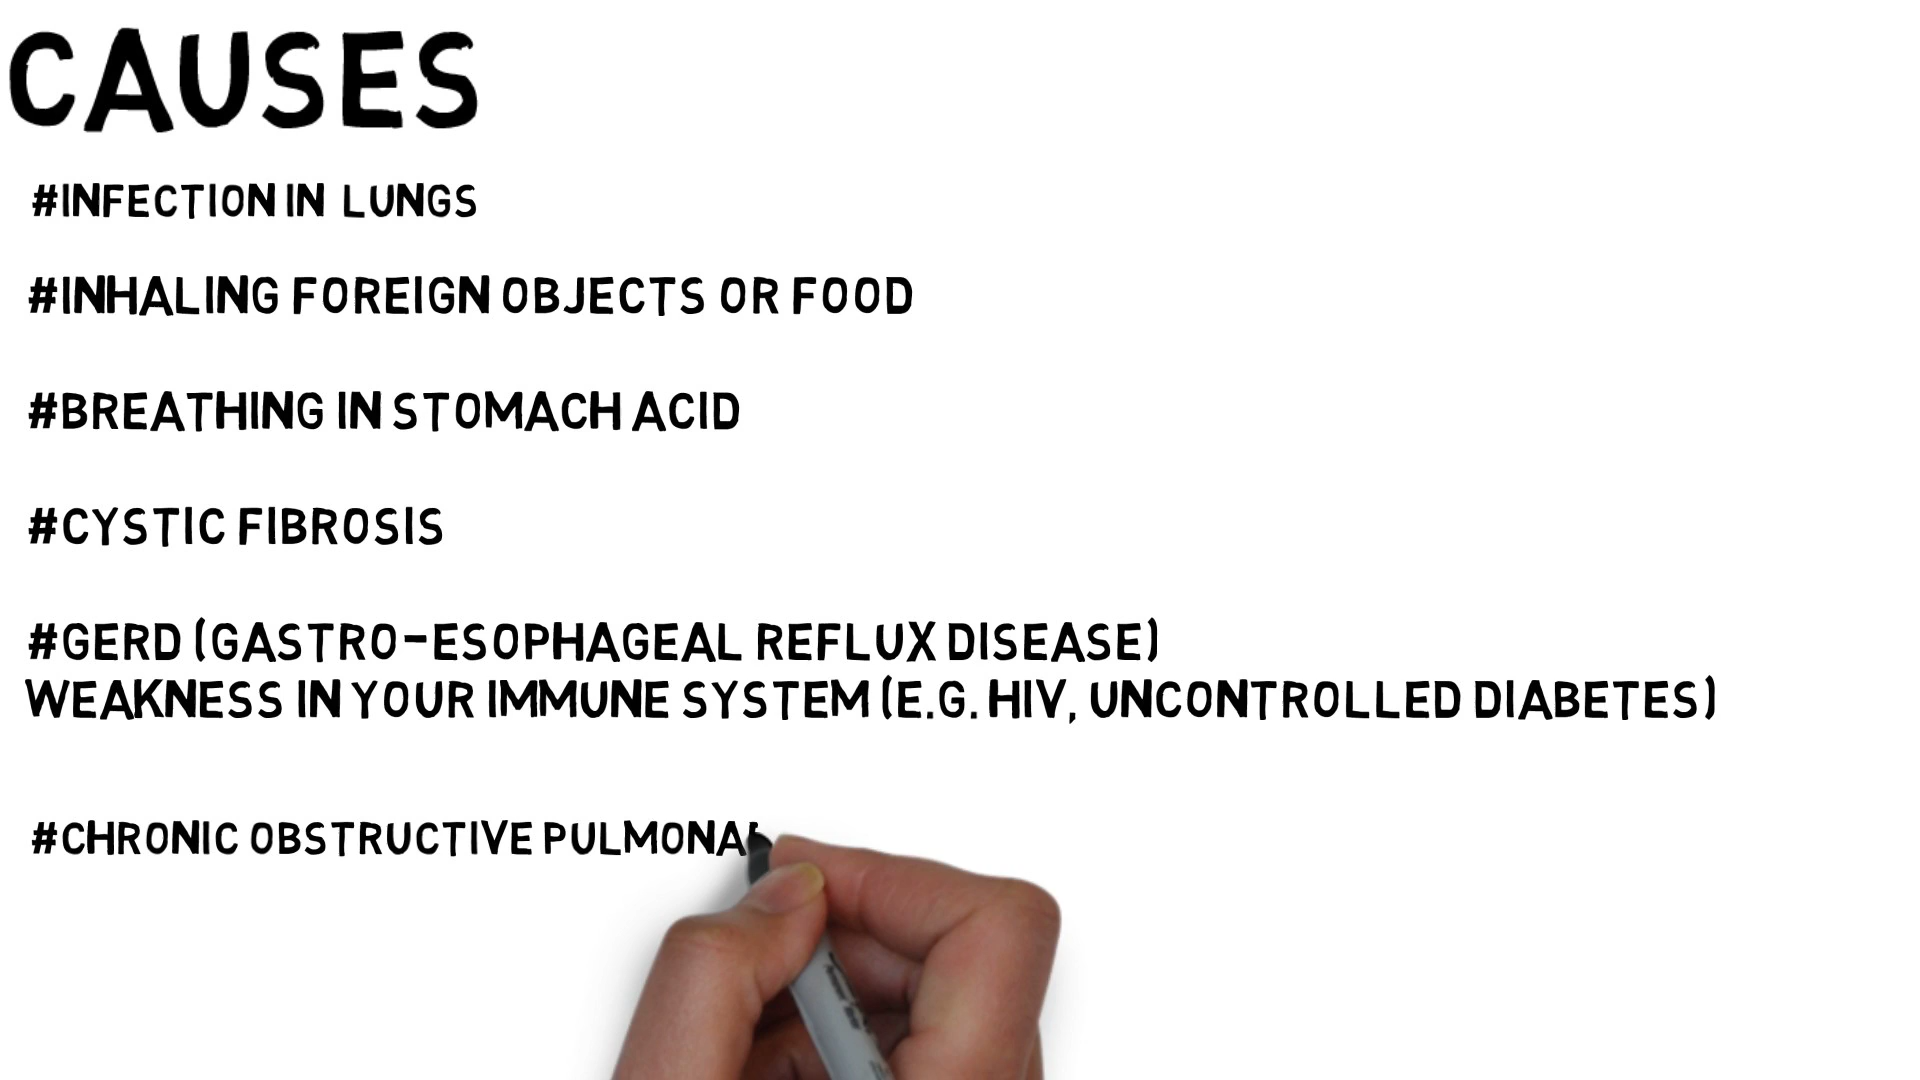 CAUSES
#INFECTION IN LUNGS
#INHALING FOREIGN OBJECTS OR FOOD
#BREATHING IN STOMACH ACID
#CYSTIC FIBROSIS
#GERD (GASTRO-ESOPHAGEAL REFLUX DISEASE)
WEAKNESS IN YOUR IMMUNE SYSTEM (E.G. HIV, UNCONTROLLED DIABETES)
#CHRONIC OBSTRUCTIVE PULMONA